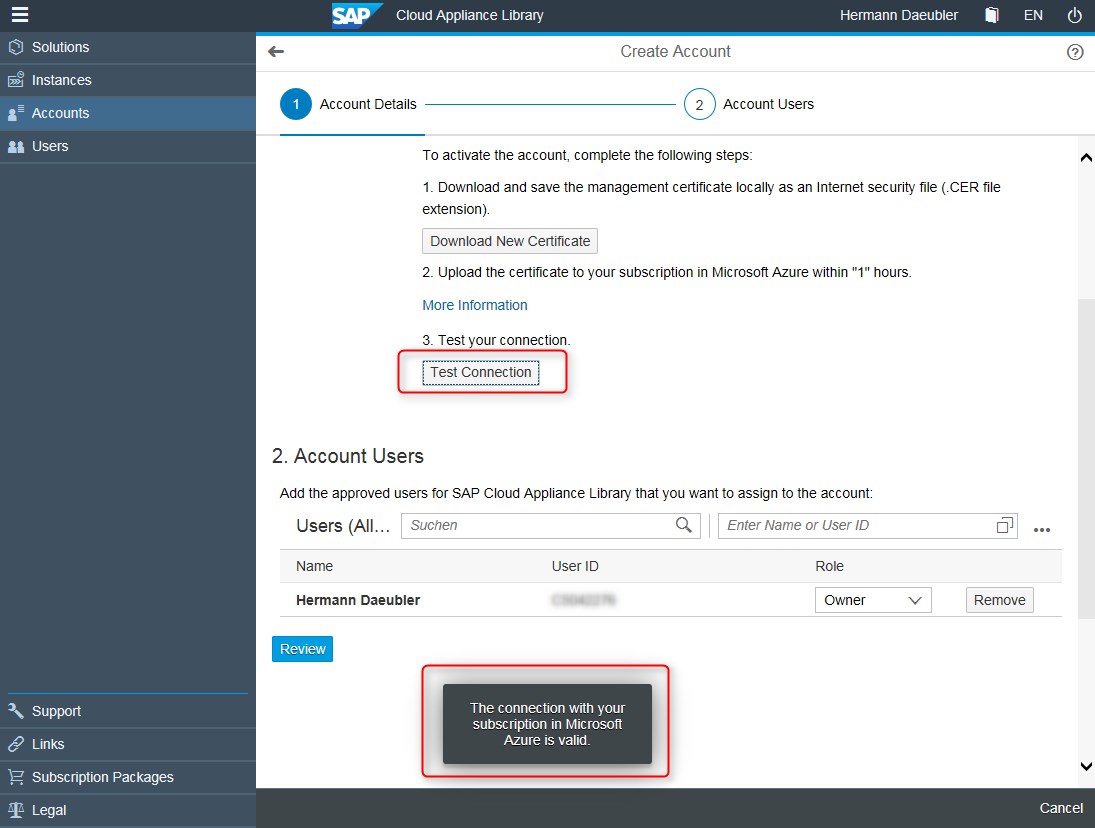 SAP Cloud Appliance Library
Hermann Daeubler
EN
Solutions
Instances
Accounts
Users
Support
Links
Subscription Packages
Legal
Create Account
1 Account Details
2 Account Users
To activate the account, complete the following steps:
1. Download and save the management certificate locally as an Internet security file (.CER file
extension).
Download New Certificate
2. Upload the certificate to your subscription in Microsoft Azure within "1" hours.
More Information
3. Test your connection.
Test Connection
2. Account Users
Add the approved users for SAP Cloud Appliance Library that you want to assign to the account:
Users (All...
Suchen
Enter Name or User ID
Name User ID Role
Hermann Daeubler Owner Remove
Review
The connection with your
subscription in Microsoft
Azure is valid.
Cancel